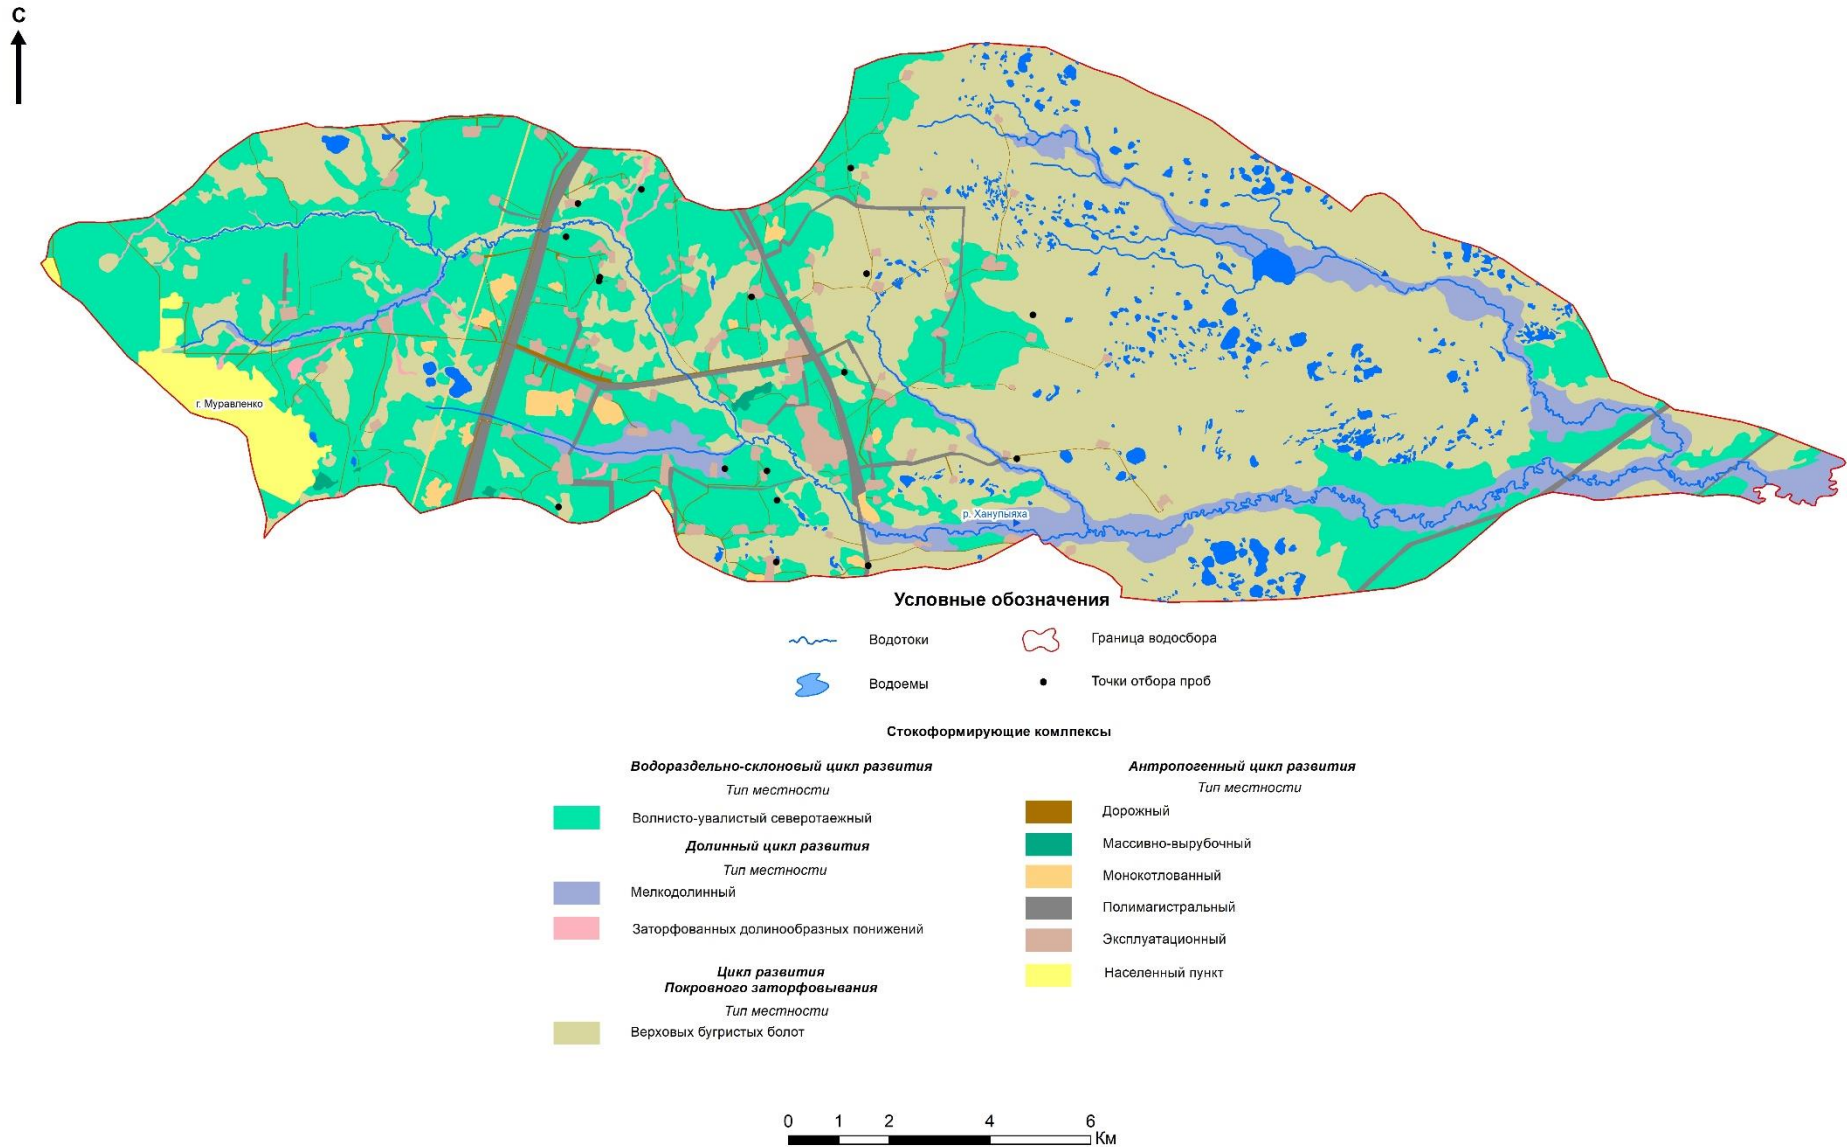 С
г. Муравленко
р. Ханупыяха
Условные обозначения
Водотоки
Граница водосбора
Водоемы
Точки отбора проб
Стокоформирующие комлпексы
Водораздельно-склоновый цикл развития
Тип местности
Волнисто-увалистый северотаежный
Долинный цикл развития
Тип местности
Мелкодолинный
Заторфованных долинообразных понижений
Цикл развития
Покровного заторфовывания
Тип местности
Верховых бугристых болот
Антропогенный цикл развития
Тип местности
Дорожный
Массивно-вырубочный
Монокотлованный
Полимагистральный
Эксплуатационный
Населенный пункт
0 1 2 4 6
Км